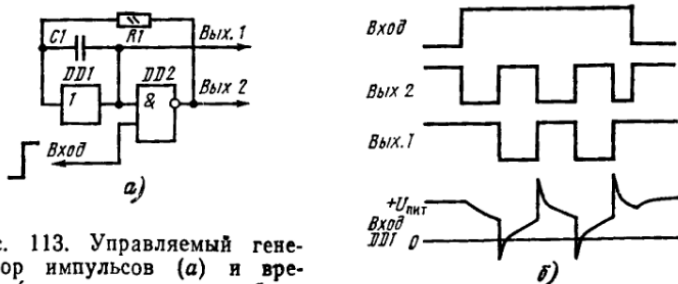 C1
R1
Вых. 1
DD1
DD2
Вых 2
1
&
Вход
а)
с. 113. Управляемый гене-
ор импульсов (а) и вре-
Вход
Вых 2
Вых. 1
+Uпит
Вход
DD1 0
б)